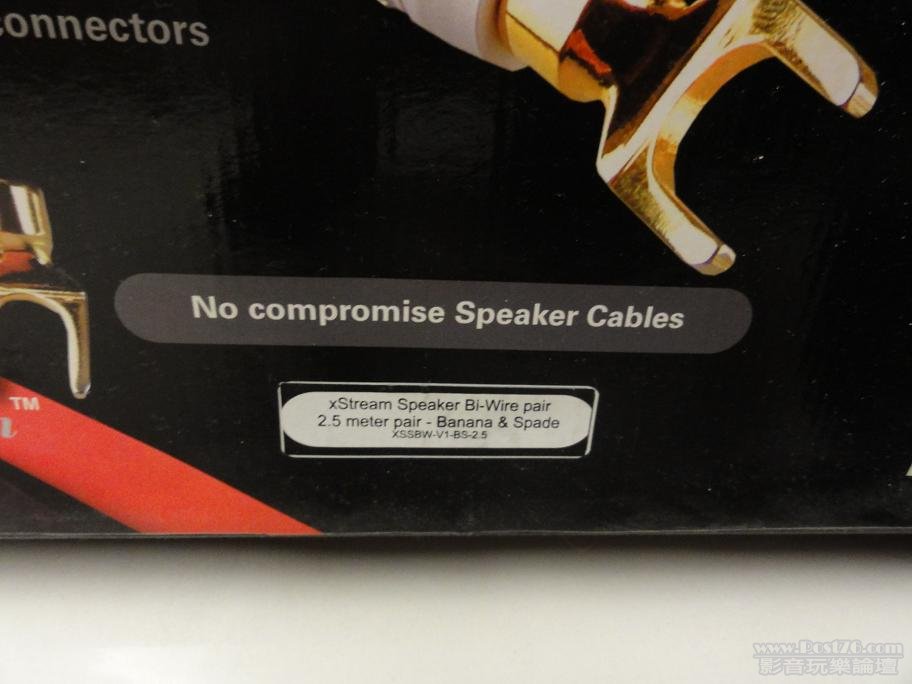 connectors
No compromise Speaker Cables
TM
xStream Speaker Bi-Wire pair
2.5 meter pair - Banana & Spade
XSSBW-V1-BS-2.5
www.Post76.com
影音玩樂論壇